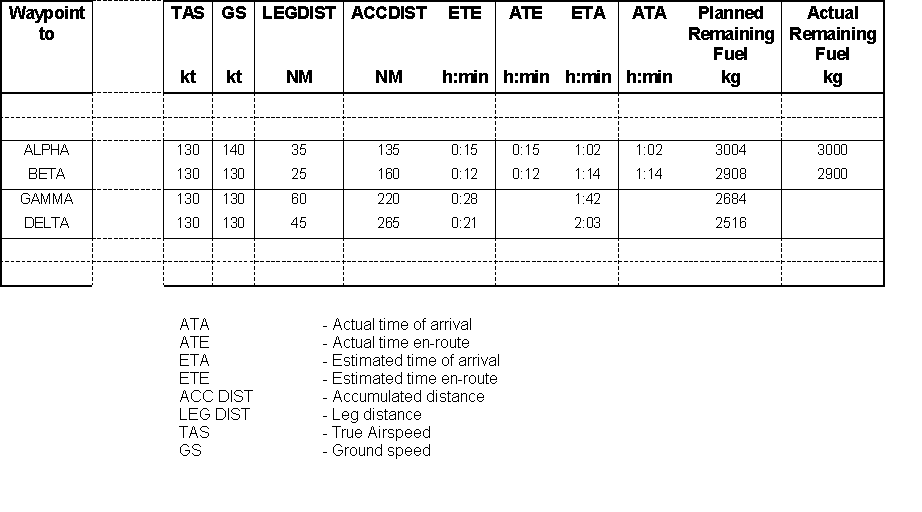 Waypoint to TAS GS LEGDIST ACCDIST ETE ATE ETA ATA Planned Remaining Fuel Actual Remaining Fuel
kt kt NM NM h:min h:min h:min h:min kg kg
ALPHA 130 140 35 135 0:15 0:15 1:02 1:02 3004 3000
BETA 130 130 25 160 0:12 0:12 1:14 1:14 2908 2900
GAMMA 130 130 60 220 0:28 1:42 2684
DELTA 130 130 45 265 0:21 2:03 2516
ATA - Actual time of arrival
ATE - Actual time en-route
ETA - Estimated time of arrival
ETE - Estimated time en-route
ACC DIST - Accumulated distance
LEG DIST - Leg distance
TAS - True Airspeed
GS - Ground speed